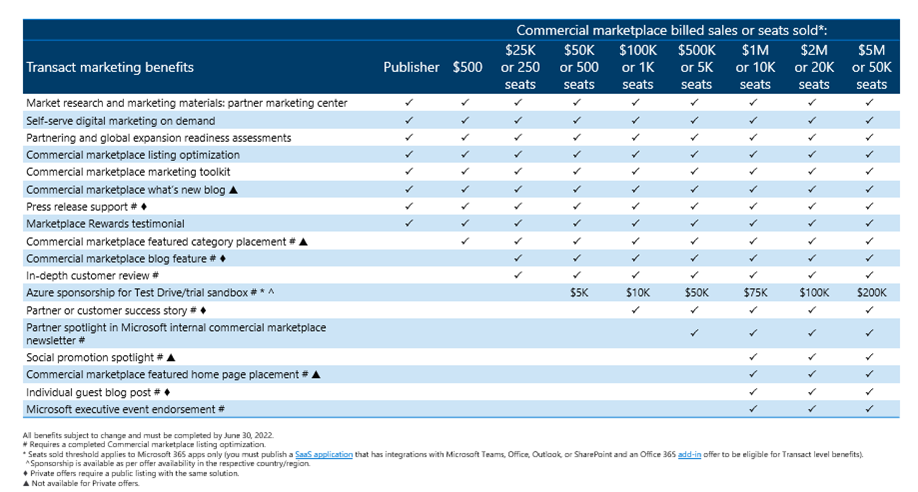 Commercial marketplace billed sales or seats sold*:
Transact marketing benefits Publisher $500 $25K or 250 seats $50K or 500 seats $100K or 1K seats $500K or 5K seats $1M or 10K seats $2M or 20K seats $5M or 50K seats
Market research and marketing materials: partner marketing center ✓ ✓ ✓ ✓ ✓ ✓ ✓ ✓ ✓
Self-serve digital marketing on demand ✓ ✓ ✓ ✓ ✓ ✓ ✓ ✓ ✓
Partnering and global expansion readiness assessments ✓ ✓ ✓ ✓ ✓ ✓ ✓ ✓ ✓
Commercial marketplace listing optimization ✓ ✓ ✓ ✓ ✓ ✓ ✓ ✓ ✓
Commercial marketplace marketing toolkit ✓ ✓ ✓ ✓ ✓ ✓ ✓ ✓ ✓
Commercial marketplace what's new blog ▲ ✓ ✓ ✓ ✓ ✓ ✓ ✓ ✓ ✓
Press release support # ♦ ✓ ✓ ✓ ✓ ✓ ✓ ✓ ✓ ✓
Marketplace Rewards testimonial ✓ ✓ ✓ ✓ ✓ ✓ ✓ ✓ ✓
Commercial marketplace featured category placement # ▲ ✓ ✓ ✓ ✓ ✓ ✓ ✓ ✓
Commercial marketplace blog feature # ♦ ✓ ✓ ✓ ✓ ✓ ✓ ✓
In-depth customer review # ✓ ✓ ✓ ✓ ✓ ✓ ✓
Azure sponsorship for Test Drive/trial sandbox # * ^ $5K $10K $50K $75K $100K $200K
Partner or customer success story # ♦ ✓ ✓ ✓ ✓ ✓
Partner spotlight in Microsoft internal commercial marketplace
newsletter # ✓ ✓ ✓ ✓
Social promotion spotlight # ▲ ✓ ✓ ✓
Commercial marketplace featured home page placement # ▲ ✓ ✓ ✓
Individual guest blog post # ♦ ✓ ✓ ✓
Microsoft executive event endorsement # ✓ ✓ ✓
All benefits subject to change and must be completed by June 30, 2022.
# Requires a completed Commercial marketplace listing optimization.
* Seats sold threshold applies to Microsoft 365 apps only (you must publish a SaaS application that has integrations with Microsoft Teams, Office, Outlook, or SharePoint and an Office 365 add-in offer to be eligible for Transact level benefits).
^Sponsorship is available as per offer availability in the respective country/region.
♦ Private offers require a public listing with the same solution.
▲ Not available for Private offers.